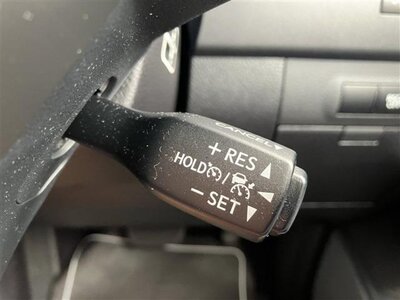 CANCEL
+ RES
HOLD /
– SET